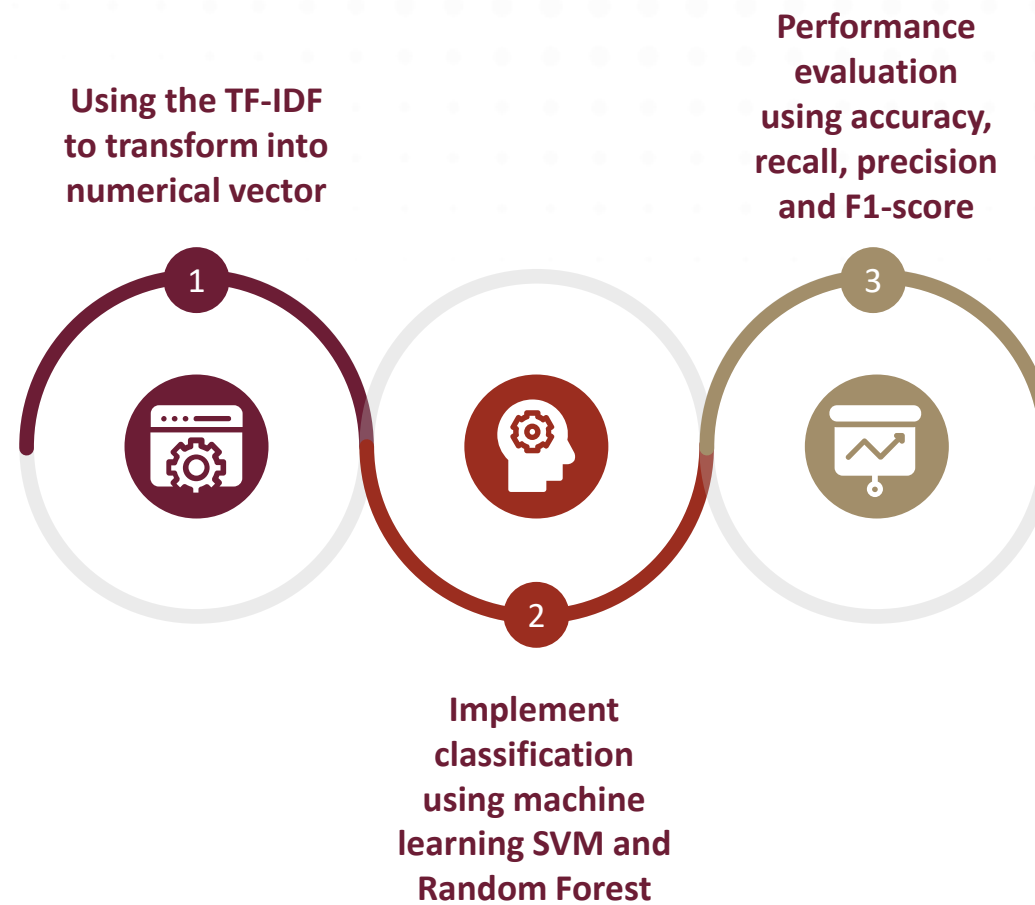 Using the TF-IDF
to transform into
numerical vector
1
2
Implement
classification
using machine
learning SVM and
Random Forest
Performance
evaluation
using accuracy,
recall, precision
and F1-score
3